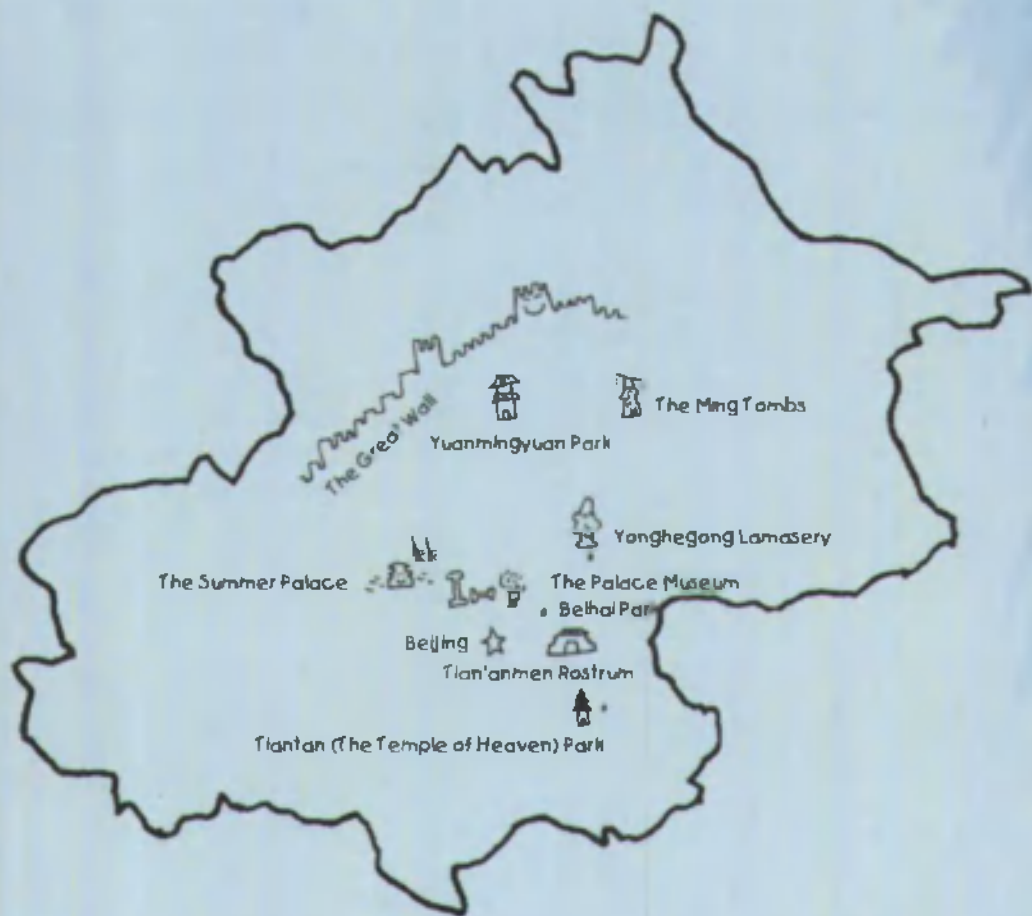 The Great Wall
Yuanmingyuan Park
The Ming Tombs
Yonghegong Lamasery
The Summer Palace
The Palace Museum
Beihai Par
Beijing
Tian'anmen Rostrum
Tiantan (The Temple of Heaven) Park